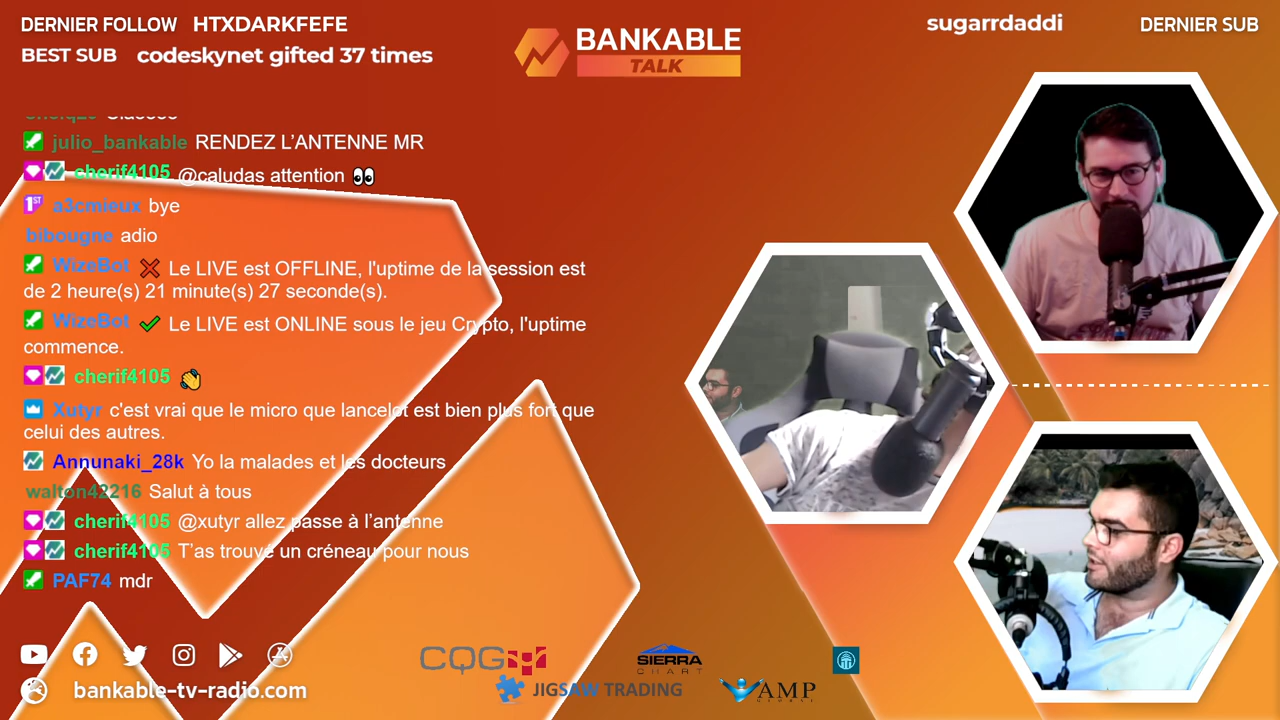 DERNIER FOLLOW HTXDARKFEFE
BEST SUB codeskynet gifted 37 times
BANKABLE
TALK
sugarrdaddi DERNIER SUB
julio_bankable RENDEZ L'ANTENNE MR
cherif4105 @caludas attention
1ST a3cmieux bye
bibougne adio
WizeBot Le LIVE est OFFLINE, l'uptime de la session est
de 2 heure(s) 21 minute(s) 27 seconde(s).
WizeBot Le LIVE est ONLINE sous le jeu Crypto, l'uptime
commence.
cherif4105
Xutyr c'est vrai que le micro que lancelot est bien plus fort que
celui des autres.
Annunaki_28k Yo la malades et les docteurs
walton42216 Salut à tous
cherif4105 @xutyr allez passe à l'antenne
cherif4105 T'as trouvé un créneau pour nous
PAF74 mdr
bankable-tv-radio.com
CQG
SIERRA
CHART
JIGSAW TRADING
AMP